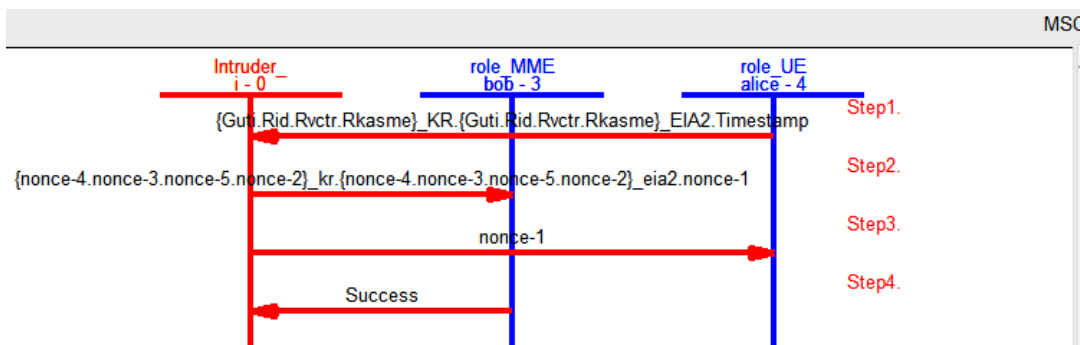 MSC
Intruder_ role_MME role_UE
i - 0 bob - 3 alice - 4
Step1.
{Guti.Rid.Rvctr.Rkasme}_KR.{Guti.Rid.Rvctr.Rkasme}_EIA2.Timestamp
Step2.
{nonce-4.nonce-3.nonce-5.nonce-2}_kr.{nonce-4.nonce-3.nonce-5.nonce-2}_eia2.nonce-1
Step3.
nonce-1
Step4.
Success